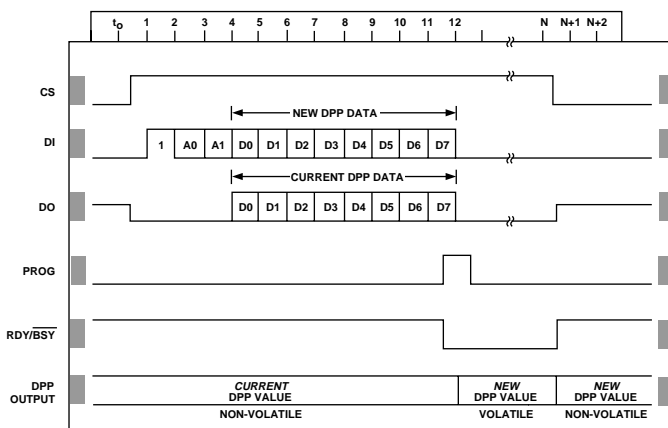 to 1 2 3 4 5 6 7 8 9 10 11 12 N N+1 N+2
CS
NEW DPP DATA
DI
1 A0 A1 D0 D1 D2 D3 D4 D5 D6 D7
CURRENT DPP DATA
DO
D0 D1 D2 D3 D4 D5 D6 D7
PROG
RDY/BSY
DPP
OUTPUT
CURRENT
DPP VALUE
NON-VOLATILE
NEW
DPP VALUE
VOLATILE
NEW
DPP VALUE
NON-VOLATILE